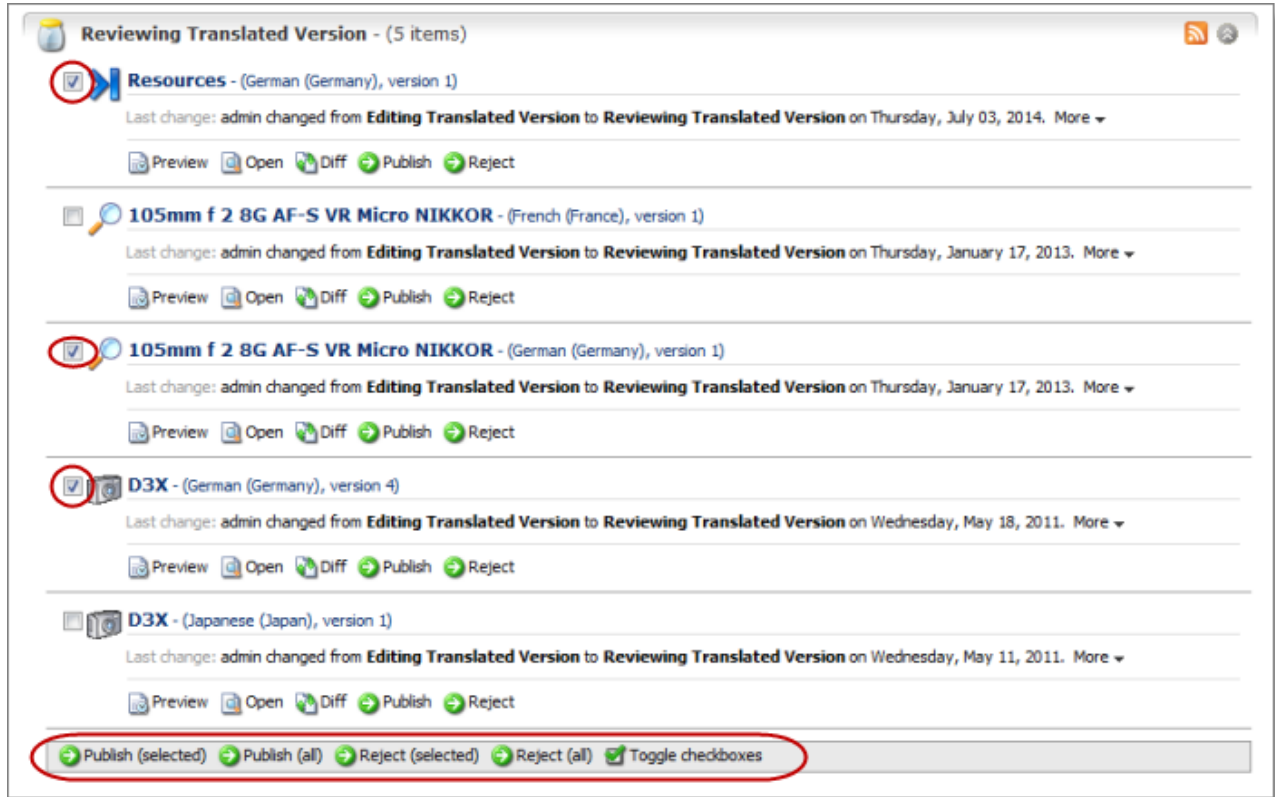 Reviewing Translated Version - (5 items)
Resources - (German (Germany), version 1)
Last change: admin changed from Editing Translated Version to Reviewing Translated Version on Thursday, July 03, 2014. More
Preview Open Diff Publish Reject
105mm f 2 8G AF-S VR Micro NIKKOR - (French (France), version 1)
Last change: admin changed from Editing Translated Version to Reviewing Translated Version on Thursday, January 17, 2013. More
Preview Open Diff Publish Reject
105mm f 2 8G AF-S VR Micro NIKKOR - (German (Germany), version 1)
Last change: admin changed from Editing Translated Version to Reviewing Translated Version on Thursday, January 17, 2013. More
Preview Open Diff Publish Reject
D3X - (German (Germany), version 4)
Last change: admin changed from Editing Translated Version to Reviewing Translated Version on Wednesday, May 18, 2011. More
Preview Open Diff Publish Reject
D3X - (Japanese (Japan), version 1)
Last change: admin changed from Editing Translated Version to Reviewing Translated Version on Wednesday, May 11, 2011. More
Preview Open Diff Publish Reject
Publish (selected) Publish (all) Reject (selected) Reject (all) Toggle checkboxes